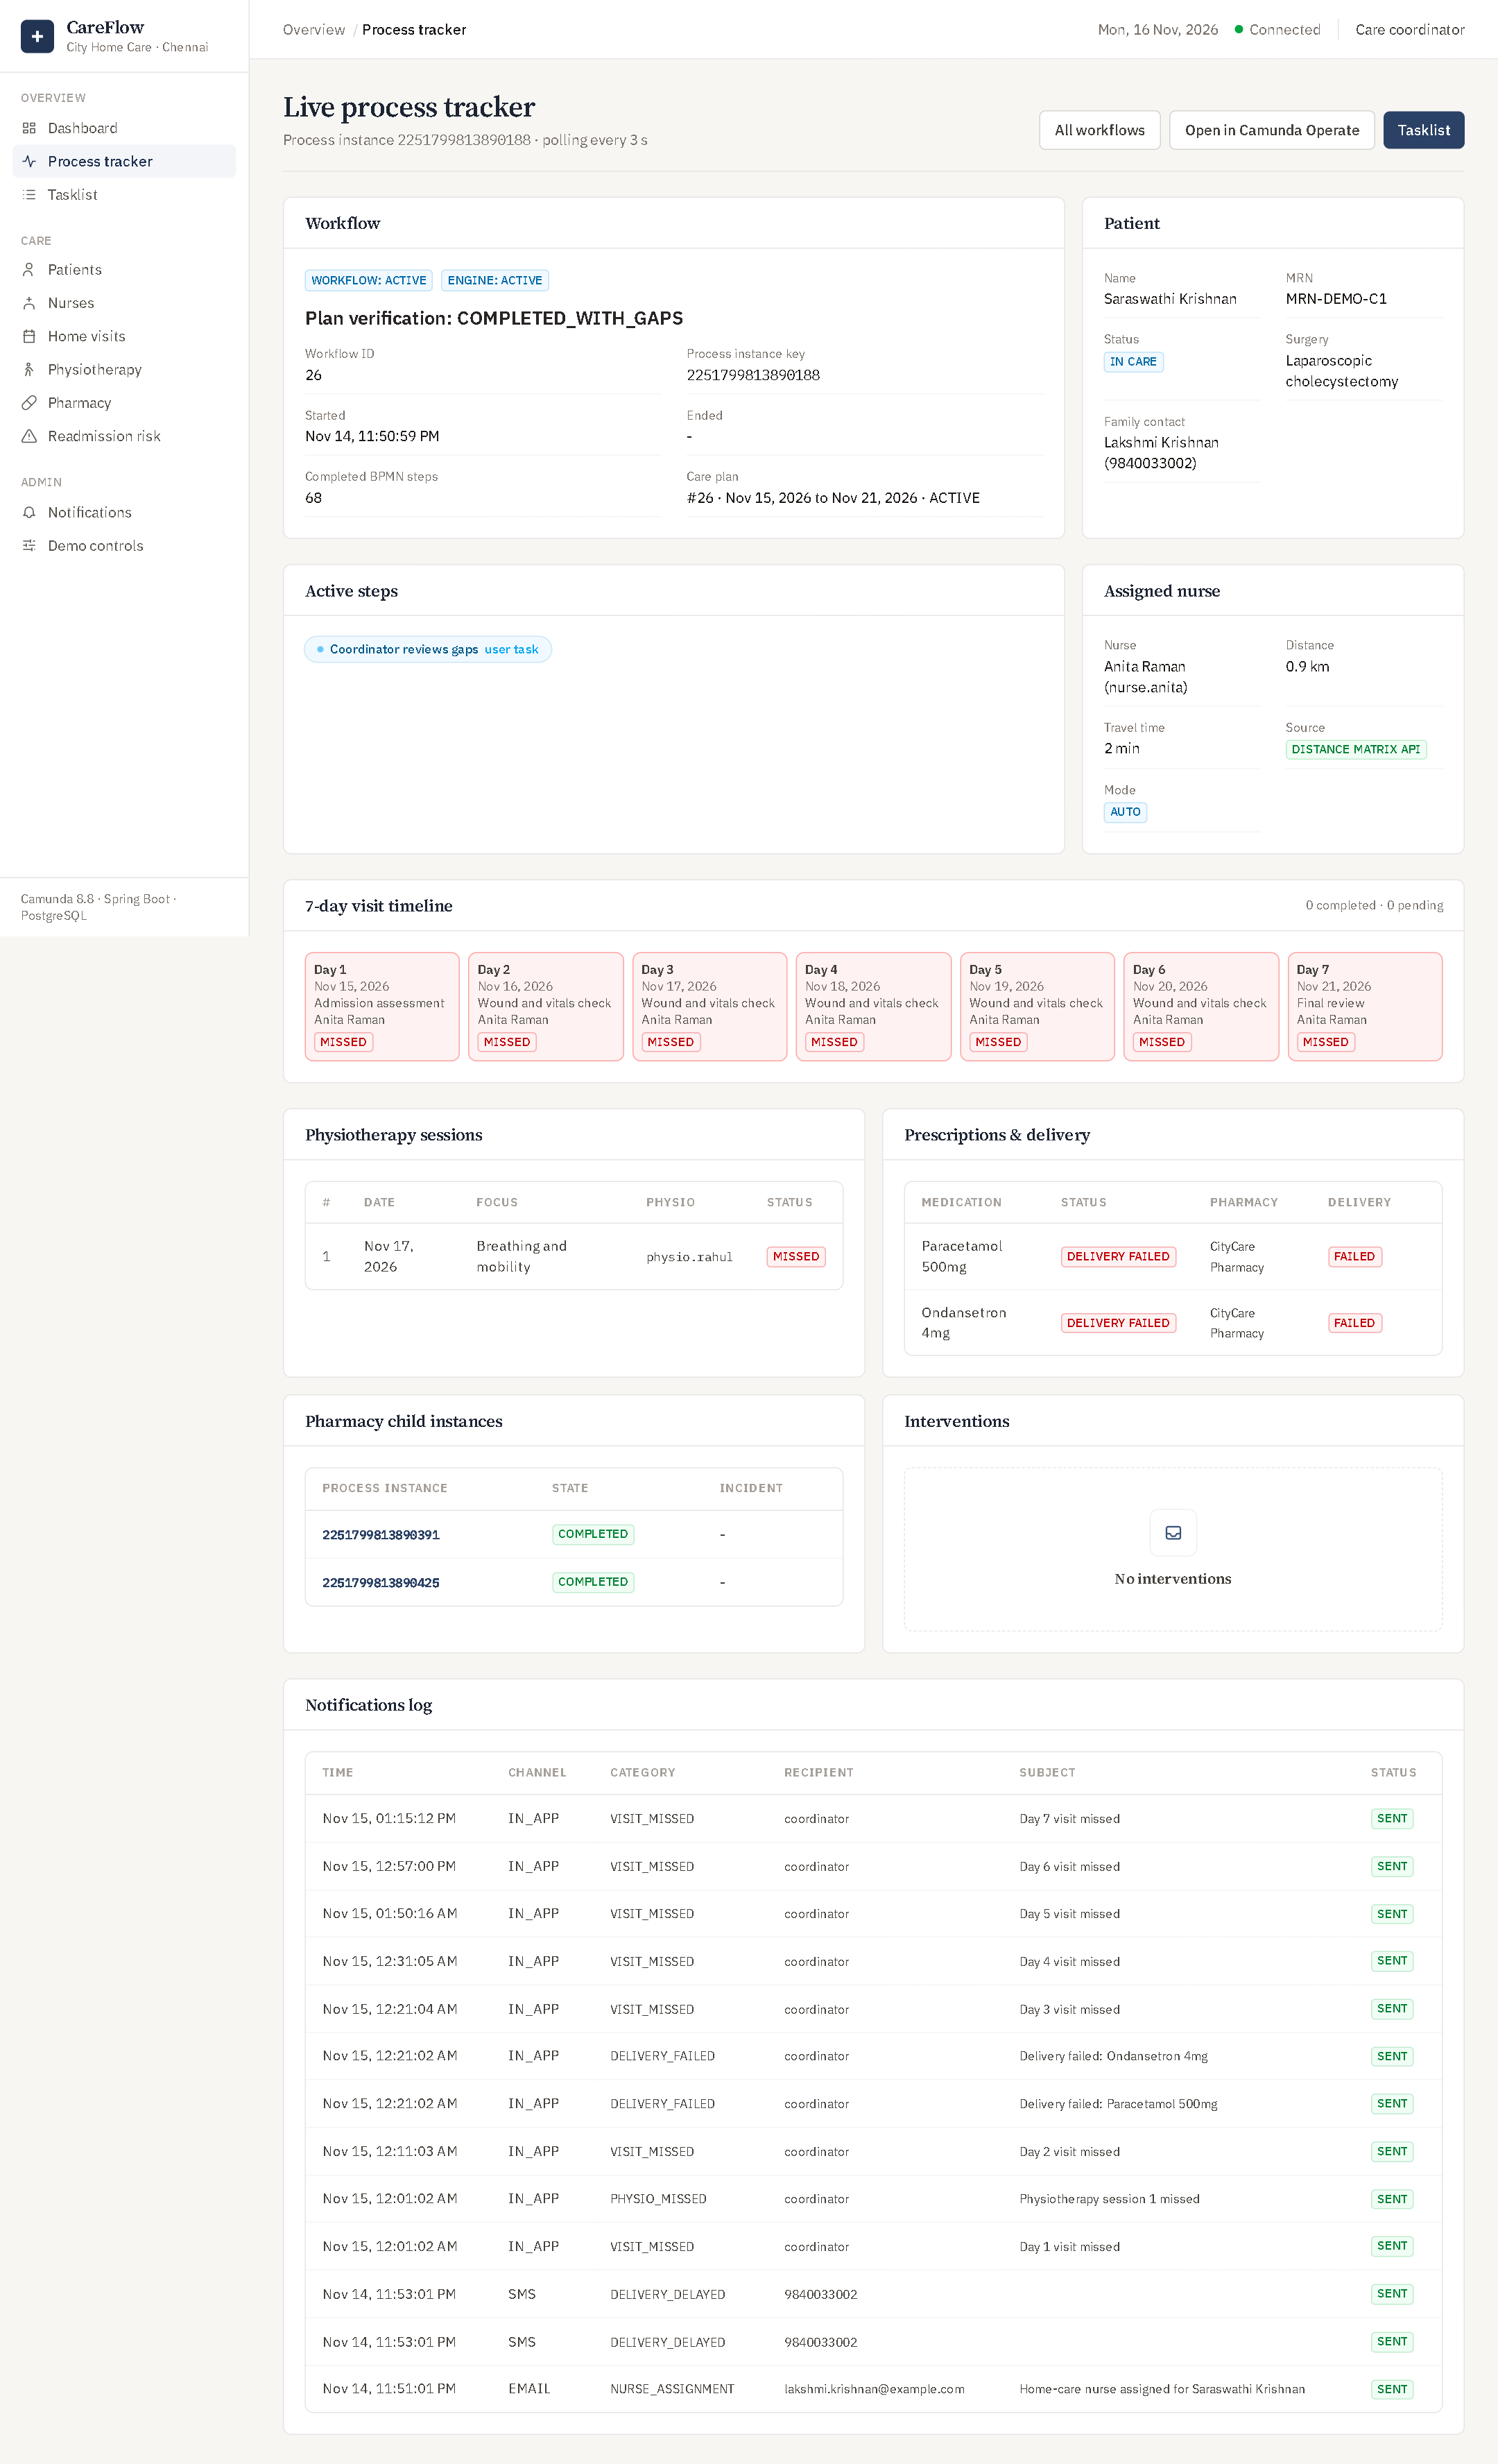 CareFlow
City Home Care · Chennai
OVERVIEW
Dashboard
Process tracker
Tasklist
CARE
Patients
Nurses
Home visits
Physiotherapy
Pharmacy
Readmission risk
ADMIN
Notifications
Demo controls
Camunda 8.8 · Spring Boot ·
PostgreSQL
Overview / Process tracker
Mon, 16 Nov, 2026 Connected Care coordinator
Live process tracker
Process instance 2251799813890188 · polling every 3 s
All workflows Open in Camunda Operate Tasklist
Workflow
WORKFLOW: ACTIVE ENGINE: ACTIVE
Plan verification: COMPLETED_WITH_GAPS
Workflow ID Process instance key
26 2251799813890188
Started Ended
Nov 14, 11:50:59 PM -
Completed BPMN steps Care plan
68 #26 · Nov 15, 2026 to Nov 21, 2026 · ACTIVE
Patient
Name MRN
Saraswathi Krishnan MRN-DEMO-C1
Status Surgery
IN CARE Laparoscopic
cholecystectomy
Family contact
Lakshmi Krishnan
(9840033002)
Active steps
Coordinator reviews gaps user task
Assigned nurse
Nurse Distance
Anita Raman 0.9 km
(nurse.anita)
Travel time Source
2 min DISTANCE MATRIX API
Mode
AUTO
7-day visit timeline 0 completed · 0 pending
Day 1
Nov 15, 2026
Admission assessment
Anita Raman
MISSED
Day 2
Nov 16, 2026
Wound and vitals check
Anita Raman
MISSED
Day 3
Nov 17, 2026
Wound and vitals check
Anita Raman
MISSED
Day 4
Nov 18, 2026
Wound and vitals check
Anita Raman
MISSED
Day 5
Nov 19, 2026
Wound and vitals check
Anita Raman
MISSED
Day 6
Nov 20, 2026
Wound and vitals check
Anita Raman
MISSED
Day 7
Nov 21, 2026
Final review
Anita Raman
MISSED
Physiotherapy sessions
# DATE FOCUS PHYSIO STATUS
1 Nov 17, 2026 Breathing and mobility physio.rahul MISSED
Prescriptions & delivery
MEDICATION STATUS PHARMACY DELIVERY
Paracetamol 500mg DELIVERY FAILED CityCare Pharmacy FAILED
Ondansetron 4mg DELIVERY FAILED CityCare Pharmacy FAILED
Pharmacy child instances
PROCESS INSTANCE STATE INCIDENT
2251799813890391 COMPLETED -
2251799813890425 COMPLETED -
Interventions
No interventions
Notifications log
TIME CHANNEL CATEGORY RECIPIENT SUBJECT STATUS
Nov 15, 01:15:12 PM IN_APP VISIT_MISSED coordinator Day 7 visit missed SENT
Nov 15, 12:57:00 PM IN_APP VISIT_MISSED coordinator Day 6 visit missed SENT
Nov 15, 01:50:16 AM IN_APP VISIT_MISSED coordinator Day 5 visit missed SENT
Nov 15, 12:31:05 AM IN_APP VISIT_MISSED coordinator Day 4 visit missed SENT
Nov 15, 12:21:04 AM IN_APP VISIT_MISSED coordinator Day 3 visit missed SENT
Nov 15, 12:21:02 AM IN_APP DELIVERY_FAILED coordinator Delivery failed: Ondansetron 4mg SENT
Nov 15, 12:21:02 AM IN_APP DELIVERY_FAILED coordinator Delivery failed: Paracetamol 500mg SENT
Nov 15, 12:11:03 AM IN_APP VISIT_MISSED coordinator Day 2 visit missed SENT
Nov 15, 12:01:02 AM IN_APP PHYSIO_MISSED coordinator Physiotherapy session 1 missed SENT
Nov 15, 12:01:02 AM IN_APP VISIT_MISSED coordinator Day 1 visit missed SENT
Nov 14, 11:53:01 PM SMS DELIVERY_DELAYED 9840033002 SENT
Nov 14, 11:53:01 PM SMS DELIVERY_DELAYED 9840033002 SENT
Nov 14, 11:51:01 PM EMAIL NURSE_ASSIGNMENT lakshmi.krishnan@example.com Home-care nurse assigned for Saraswathi Krishnan SENT